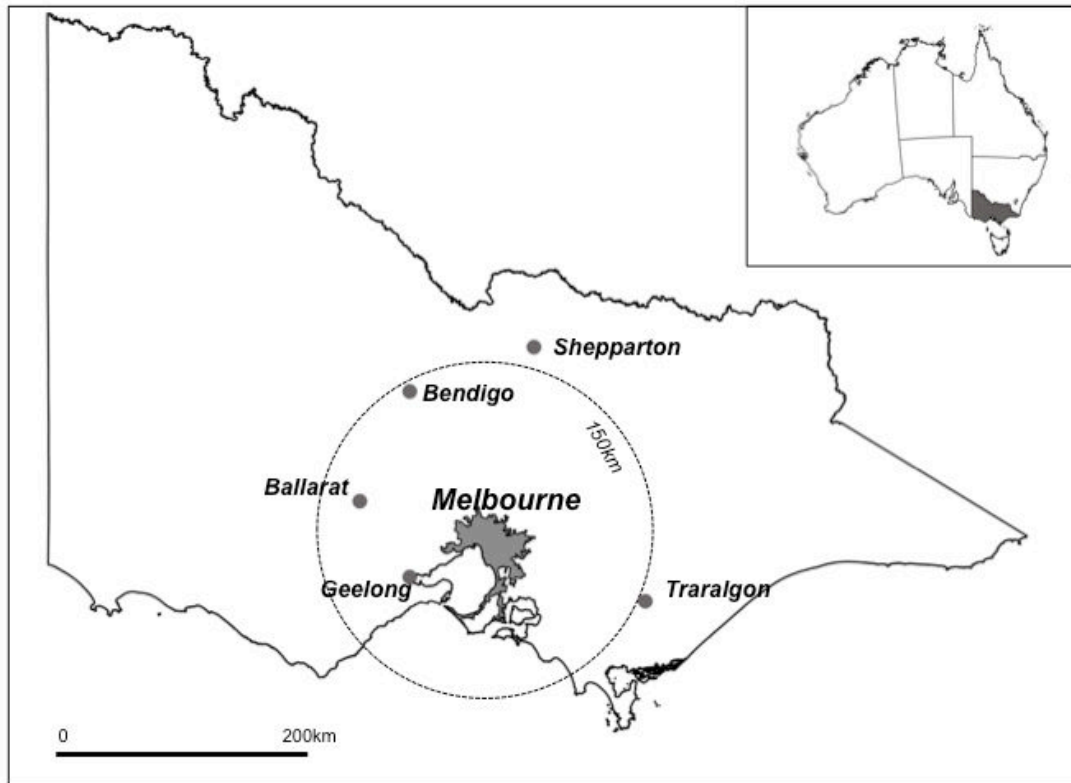 Shepparton
Bendigo
150km
Ballarat
Melbourne
Geelong
Traralgon
0 200km